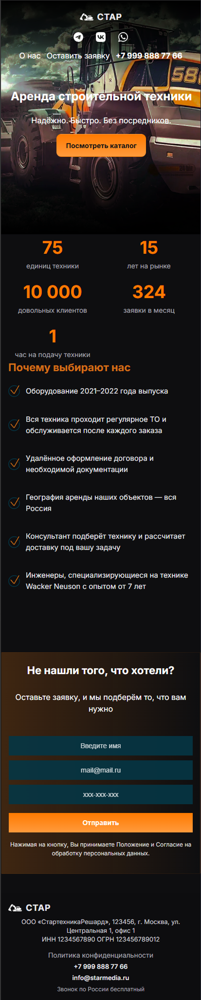 СТАР
О нас Оставить заявку +7 999 888 77 66
Аренда строительной техники
Надёжно. Быстро. Без посредников.
Посмотреть каталог
75
единиц техники
15
лет на рынке
10 000
довольных клиентов
324
заявки в месяц
1
час на подачу техники
Почему выбирают нас
Оборудование 2021–2022 года выпуска
Вся техника проходит регулярное ТО и
обслуживается после каждого заказа
Удалённое оформление договора и
необходимой документации
География аренды наших объектов — вся
Россия
Консультант подберёт технику и рассчитает
доставку под вашу задачу
Инженеры, специализирующиеся на технике
Wacker Neuson с опытом от 7 лет
Не нашли того, что хотели?
Оставьте заявку, и мы подберём то, что вам
нужно
Введите имя
mail@mail.ru
xxx-xxx-xxx
Отправить
Нажимая на кнопку, Вы принимаете Положение и Согласие на
обработку персональных данных.
СТАР
ООО «СтартехникаРешард», 123456, г. Москва, ул.
Центральная 1, офис 1
ИНН 1234567890 ОГРН 123456789012
Политика конфиденциальности
+7 999 888 77 66
info@starmedia.ru
Звонок по России бесплатный